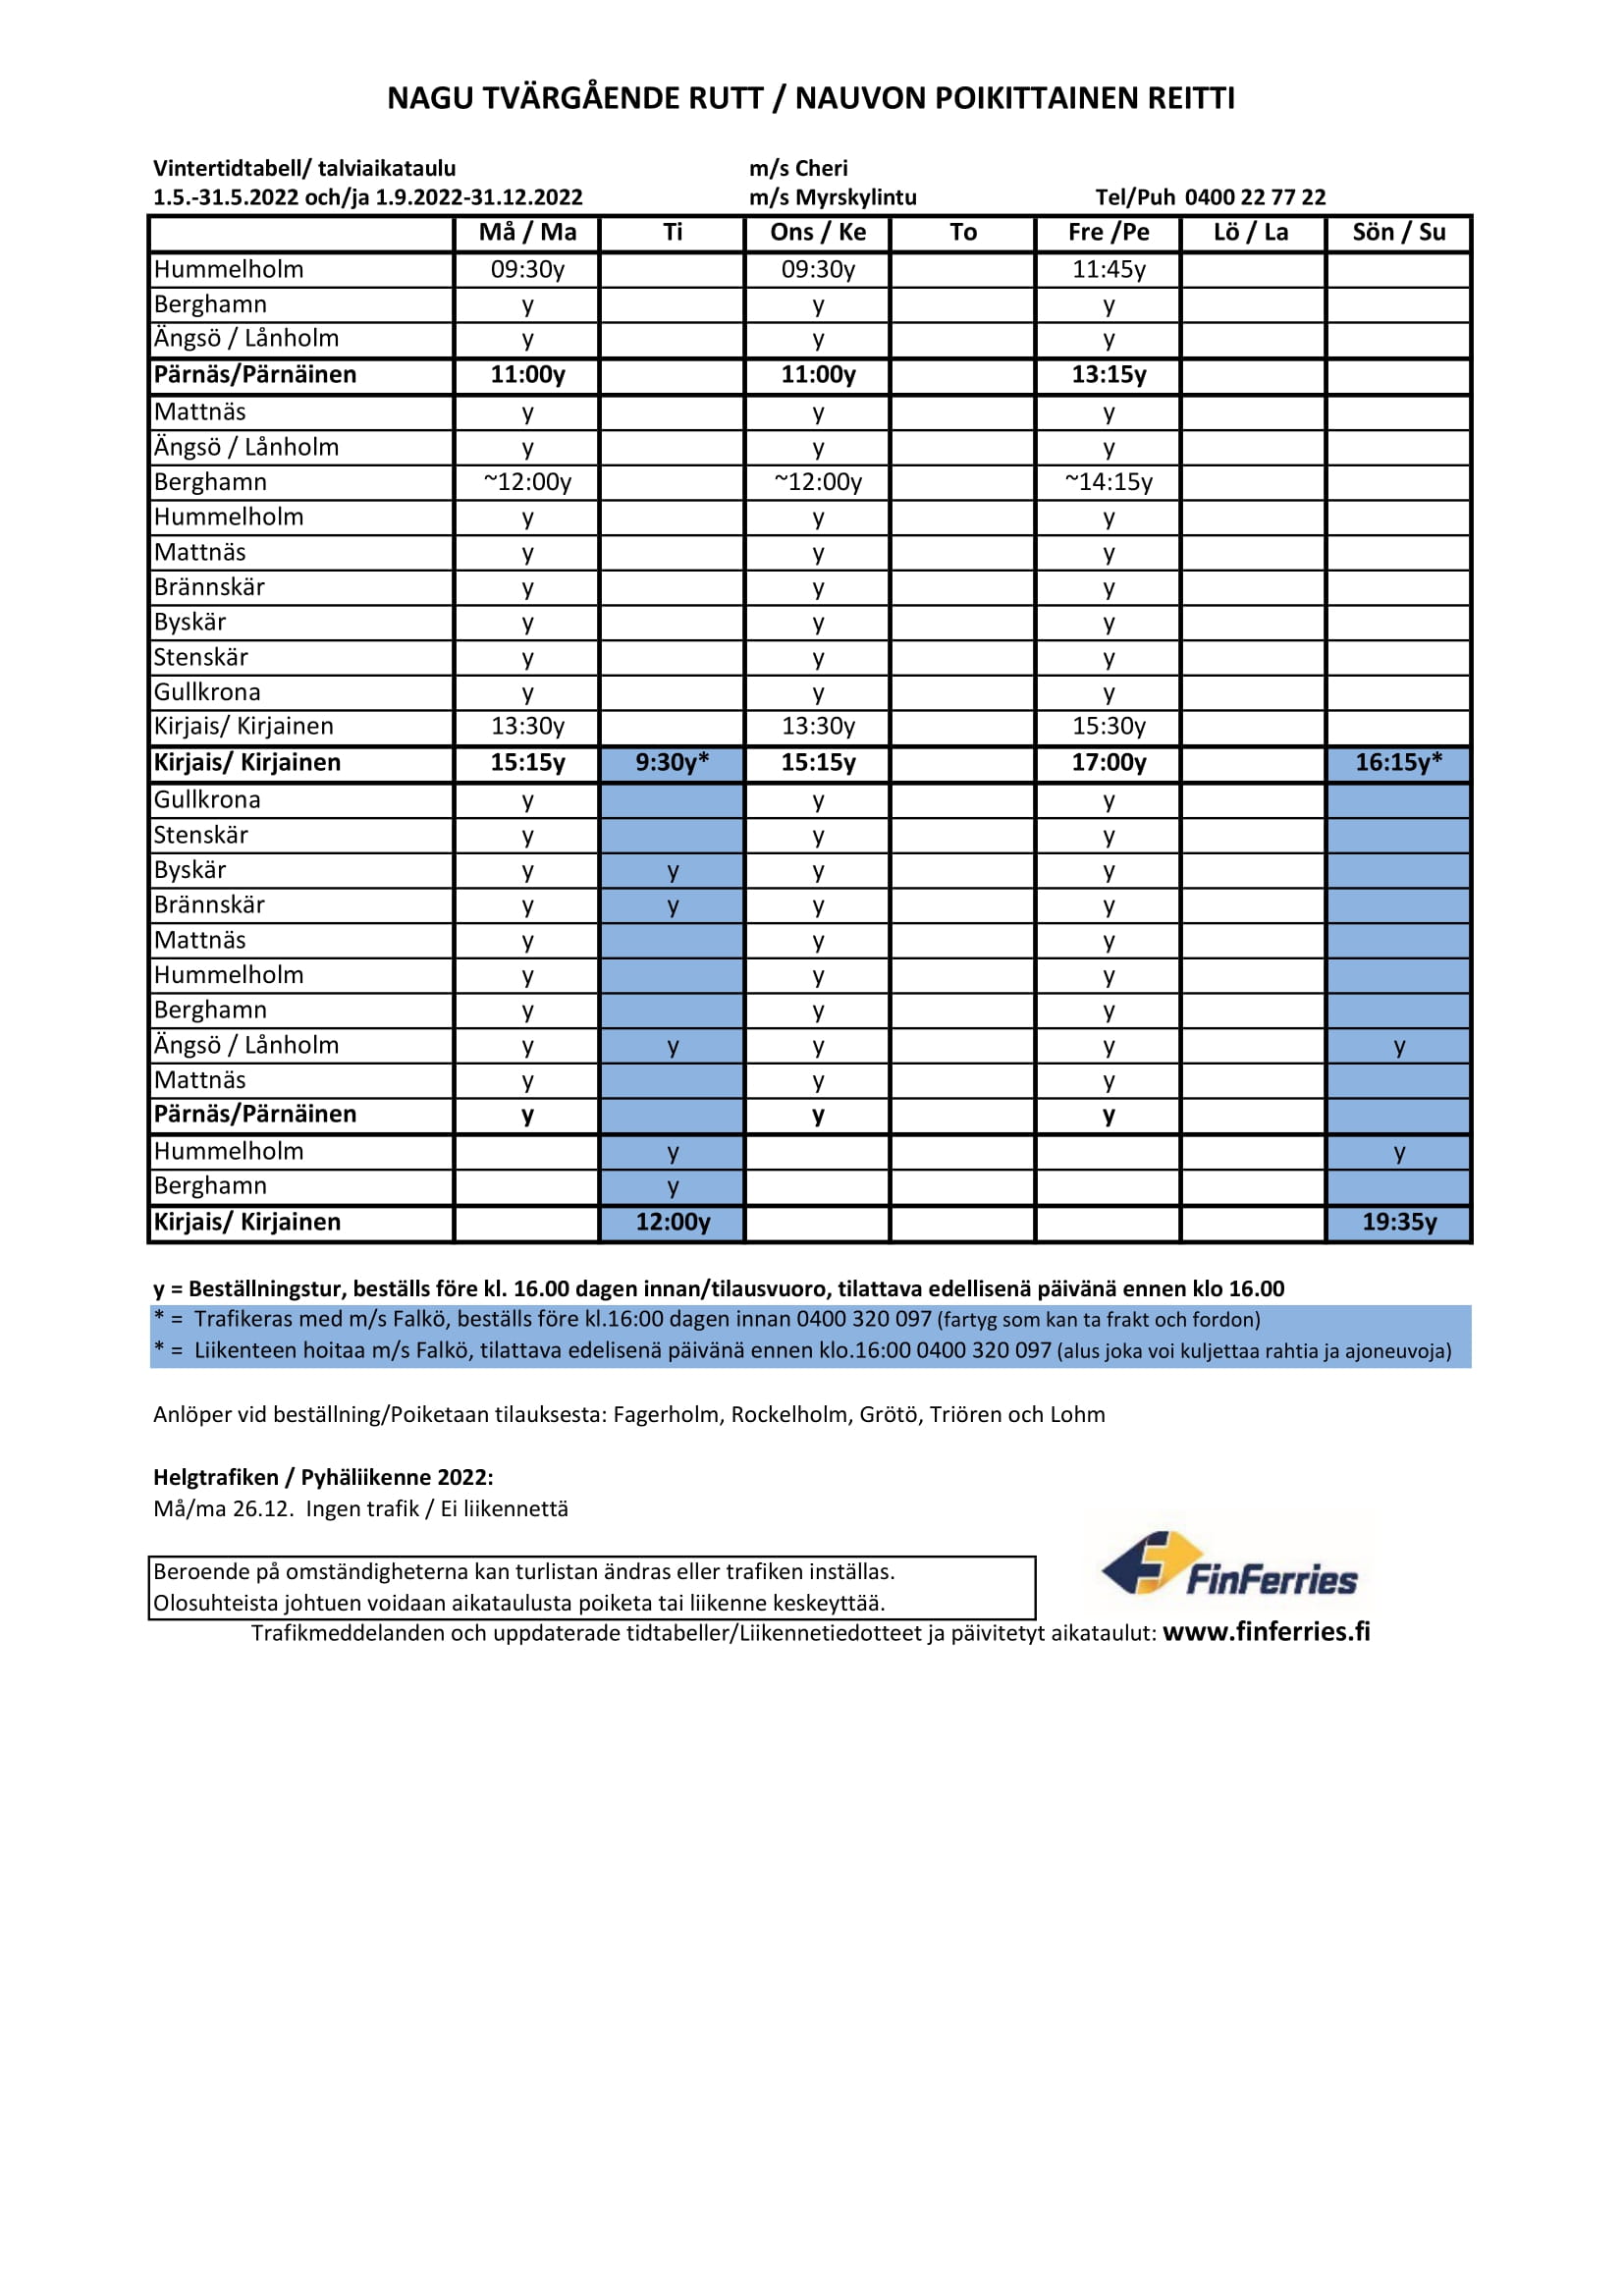 NAGU TVÄRGÅENDE RUTT / NAUVON POIKITTAINEN REITTI
Vintertidtabell/ talviaikataulu m/s Cheri
1.5.-31.5.2022 och/ja 1.9.2022-31.12.2022 m/s Myrskylintu Tel/Puh 0400 22 77 22
Må / Ma Ti Ons / Ke To Fre /Pe Lö / La Sön / Su
Hummelholm 09:30y 09:30y 11:45y
Berghamn y y y
Ängsö / Lånholm y y y
Pärnäs/Pärnäinen 11:00y 11:00y 13:15y
Mattnäs y y y
Ängsö / Lånholm y y y
Berghamn ~12:00y ~12:00y ~14:15y
Hummelholm y y y
Mattnäs y y y
Brännskär y y y
Byskär y y y
Stenskär y y y
Gullkrona y y y
Kirjais/ Kirjainen 13:30y 13:30y 15:30y
Kirjais/ Kirjainen 15:15y 9:30y* 15:15y 17:00y 16:15y*
Gullkrona y y y
Stenskär y y y
Byskär y y y y
Brännskär y y y y
Mattnäs y y y
Hummelholm y y y
Berghamn y y y
Ängsö / Lånholm y y y y y
Mattnäs y y y
Pärnäs/Pärnäinen y y y
Hummelholm y y
Berghamn y
Kirjais/ Kirjainen 12:00y 19:35y
y = Beställningstur, beställs före kl. 16.00 dagen innan/tilausvuoro, tilattava edellisenä päivänä ennen klo 16.00
* = Trafikeras med m/s Falkö, beställs före kl.16:00 dagen innan 0400 320 097 (fartyg som kan ta frakt och fordon)
* = Liikenteen hoitaa m/s Falkö, tilattava edelisenä päivänä ennen klo.16:00 0400 320 097 (alus joka voi kuljettaa rahtia ja ajoneuvoja)
Anlöper vid beställning/Poiketaan tilauksesta: Fagerholm, Rockelholm, Grötö, Triören och Lohm
Helgtrafiken / Pyhäliikenne 2022:
Må/ma 26.12. Ingen trafik / Ei liikennettä
Beroende på omständigheterna kan turlistan ändras eller trafiken inställas.
Olosuhteista johtuen voidaan aikataulusta poiketa tai liikenne keskeyttää.
FinFerries
Trafikmeddelanden och uppdaterade tidtabeller/Liikennetiedotteet ja päivitetyt aikataulut: www.finferries.fi